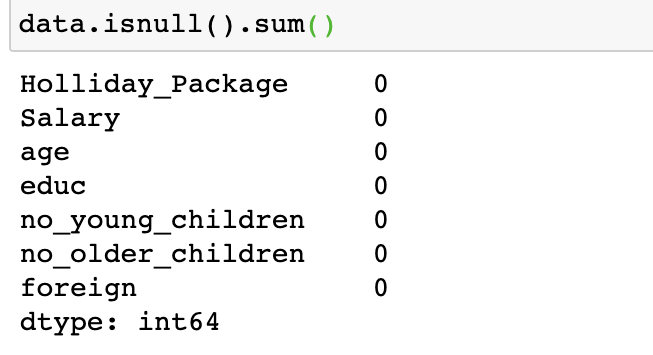 data.isnull().sum()
Holliday_Package 0
Salary 0
age 0
educ 0
no_young_children 0
no_older_children 0
foreign 0
dtype: int64